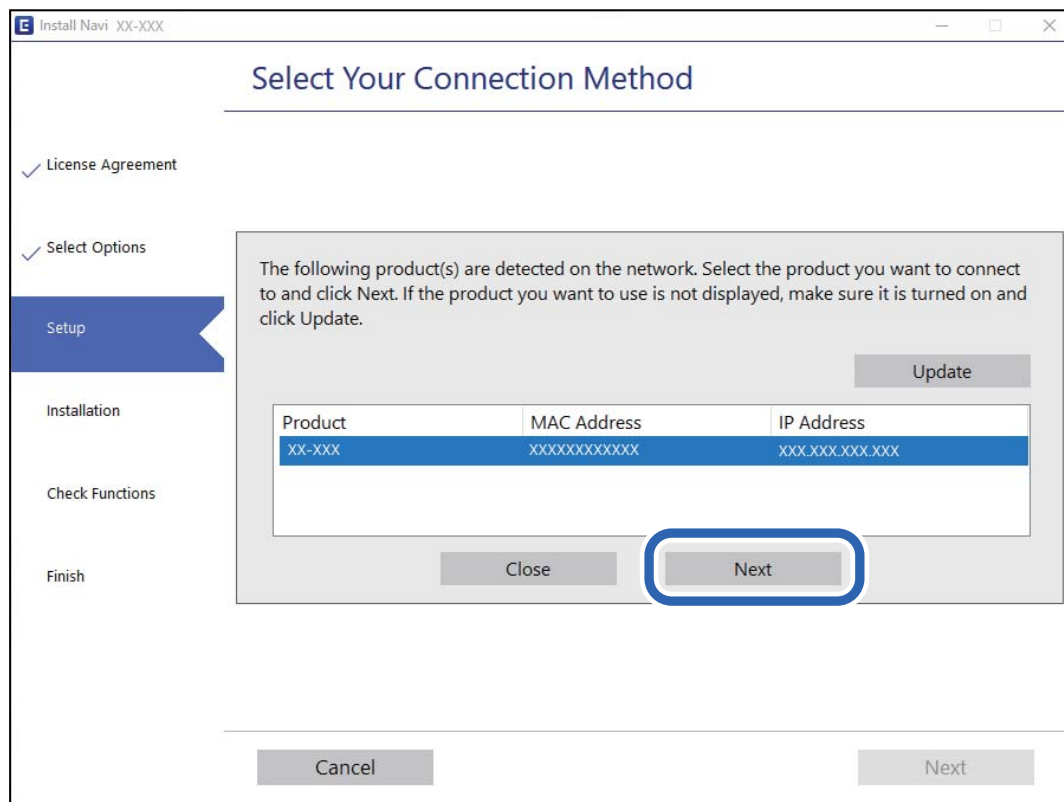 E Install Navi XX-XXX
Select Your Connection Method
License Agreement
Select Options
Setup
Installation
Check Functions
Finish
The following product(s) are detected on the network. Select the product you want to connect
to and click Next. If the product you want to use is not displayed, make sure it is turned on and
click Update.
Update
Product MAC Address IP Address
XX-XXX XXXXXXXXXXXX XXX.XXX.XXX.XXX
Close Next
Cancel Next